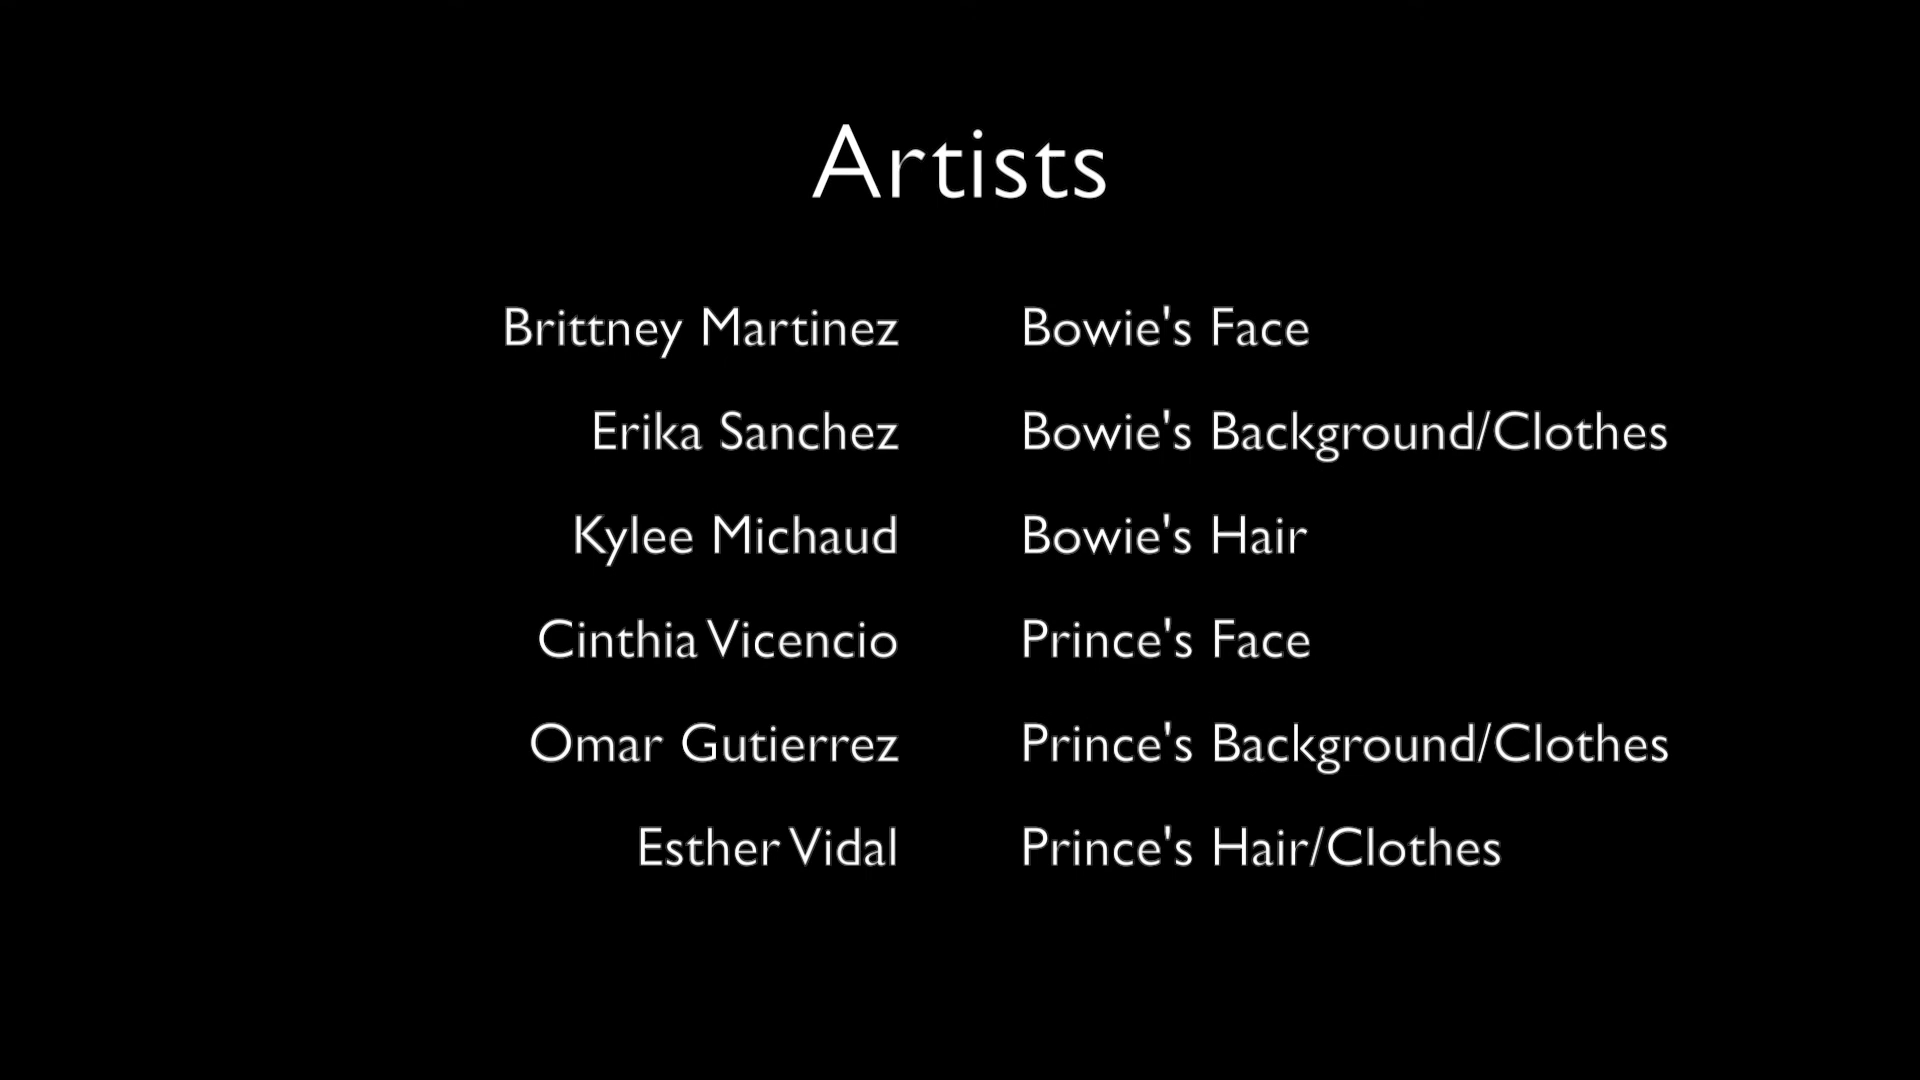 Artists
Brittney Martinez Bowie's Face
Erika Sanchez Bowie's Background/Clothes
Kylee Michaud Bowie's Hair
Cinthia Vicencio Prince's Face
Omar Gutierrez Prince's Background/Clothes
Esther Vidal Prince's Hair/Clothes